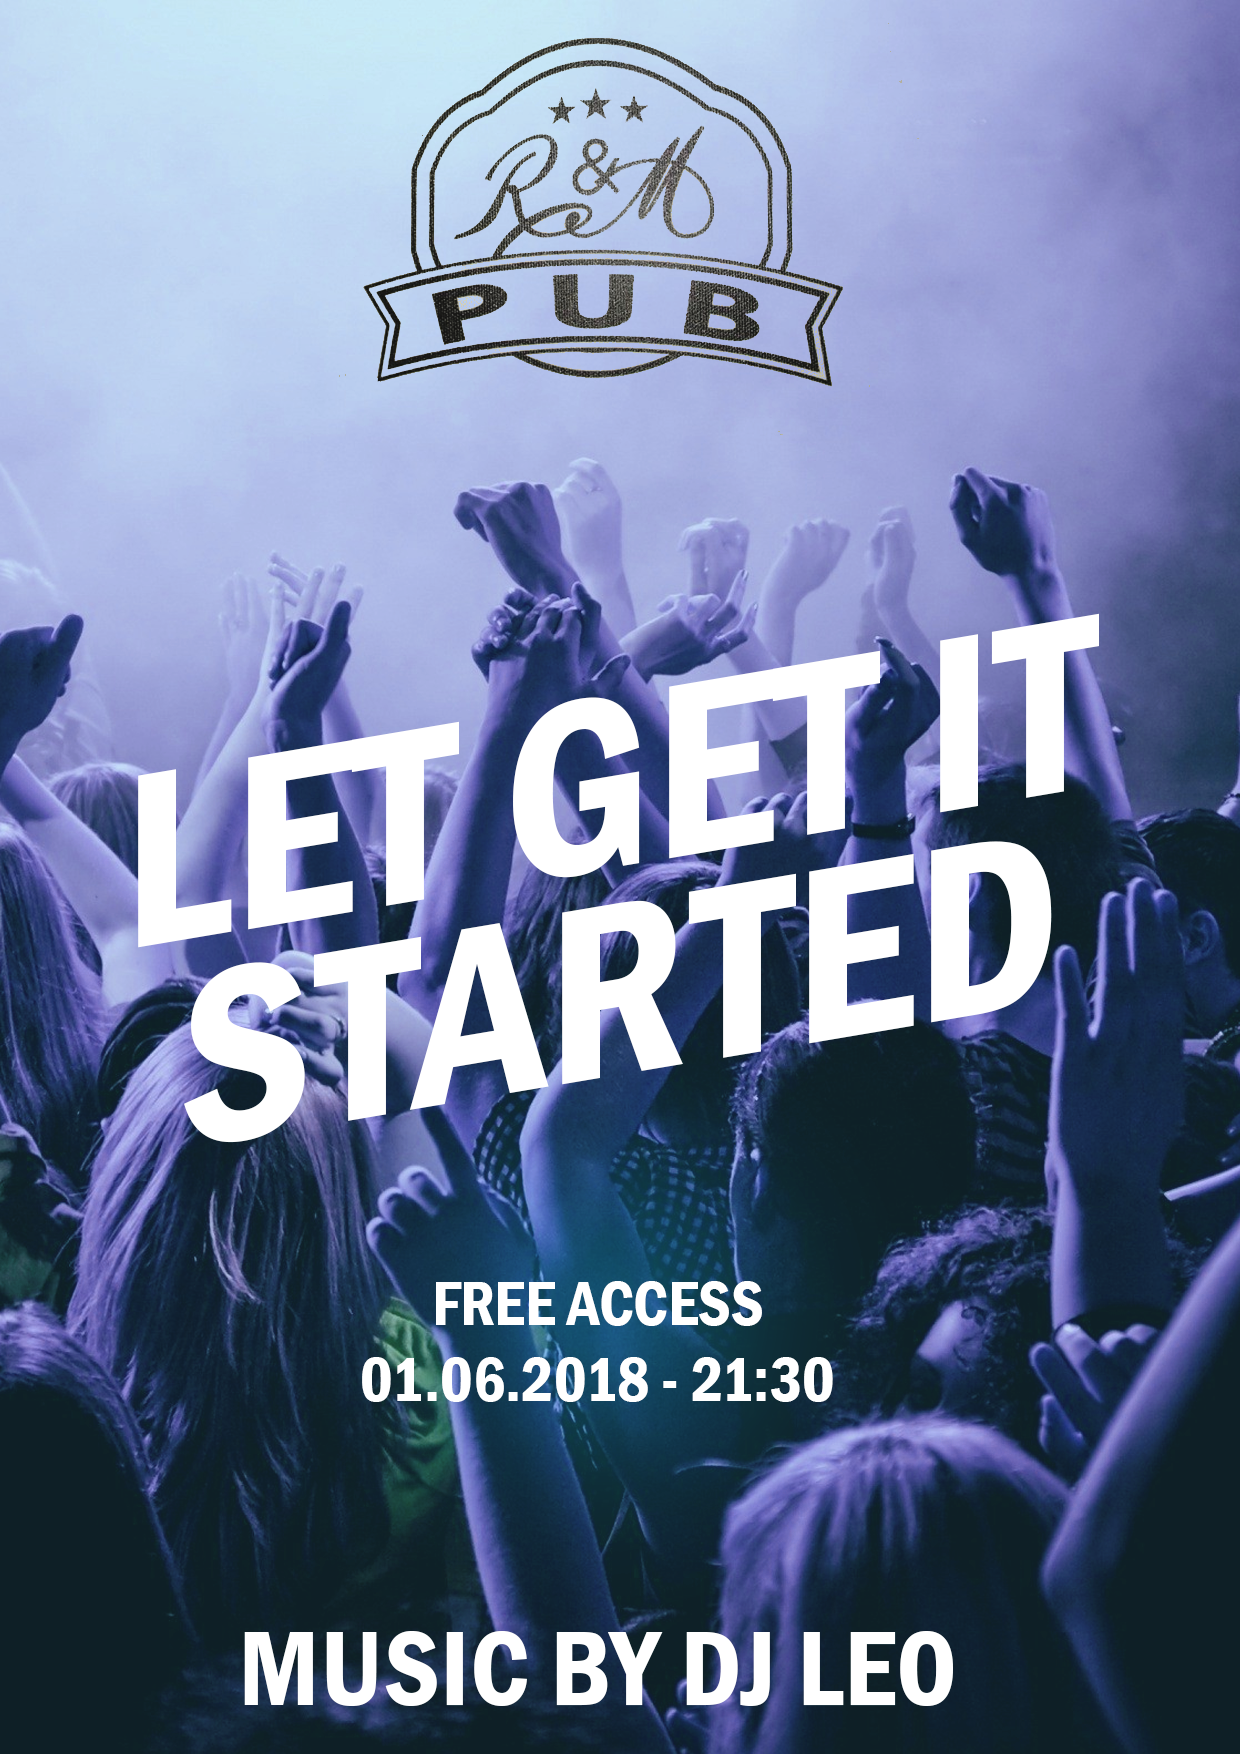 R&M
PUB
LET GET IT
STARTED
FREE ACCESS
01.06.2018 - 21:30
MUSIC BY DJ LEO